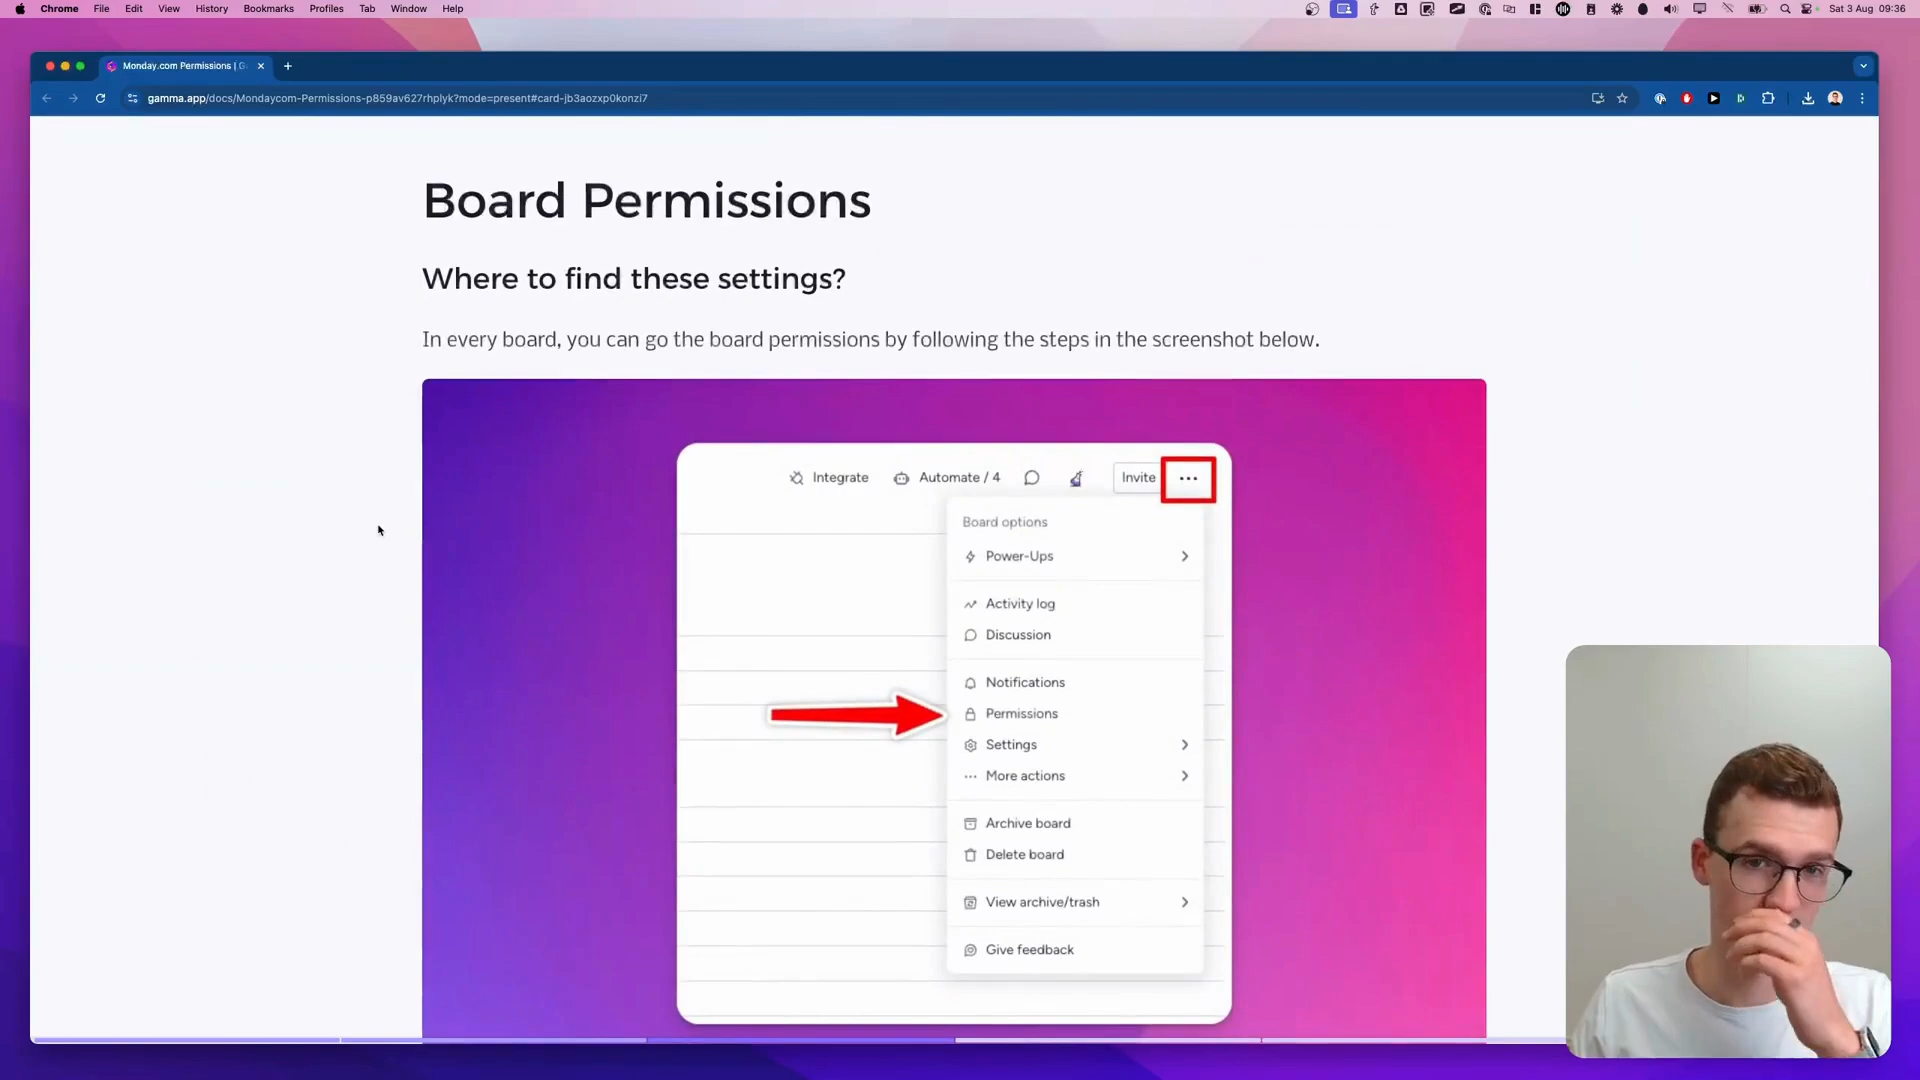 Chrome File Edit View History Bookmarks Profiles Tab Window Help Sat 3 Aug 09:36
Monday.com Permissions | G
gamma.app/docs/Mondaycom-Permissions-p859av627rhplyk?mode=present#card-jb3aozxp0konzi7
Board Permissions
Where to find these settings?
In every board, you can go the board permissions by following the steps in the screenshot below.
Integrate Automate / 4 Invite
Board options
Power-Ups
Activity log
Discussion
Notifications
Permissions
Settings
More actions
Archive board
Delete board
View archive/trash
Give feedback